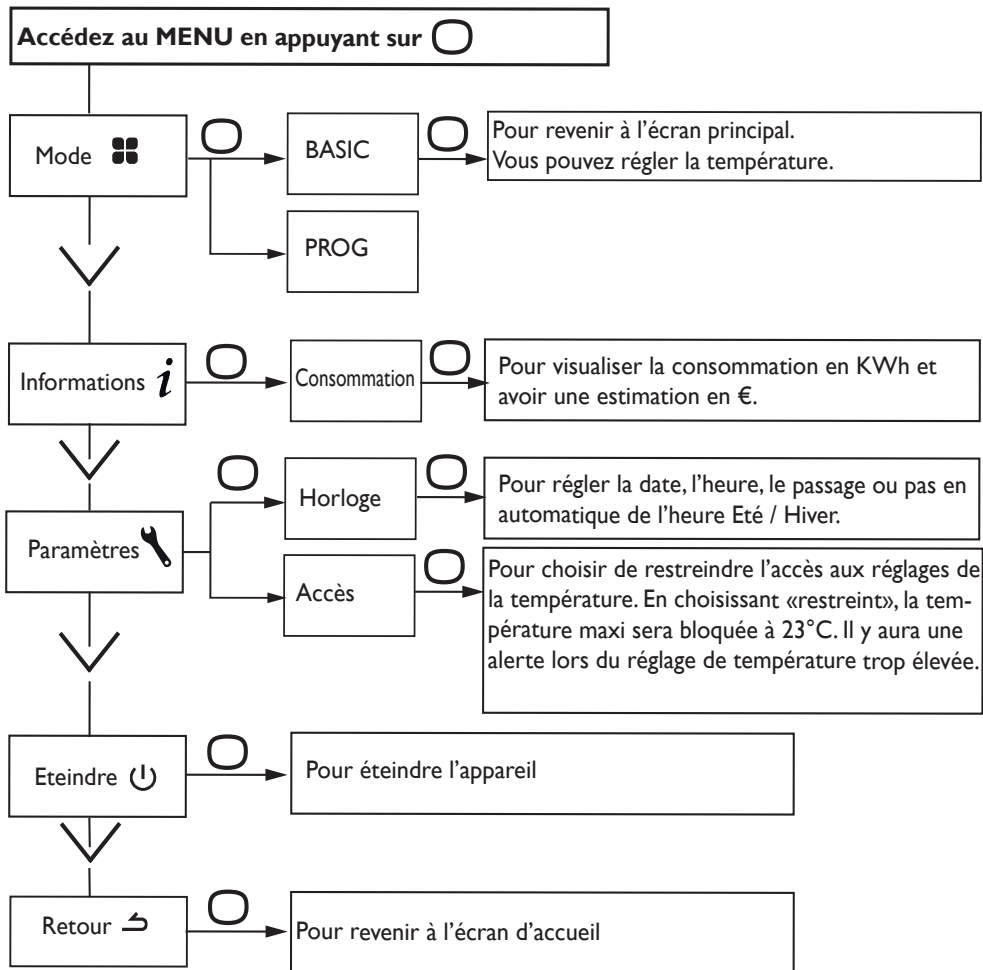 Accédez au MENU en appuyant sur
Mode
BASIC
Pour revenir à l'écran principal.
Vous pouvez régler la température.
PROG
Informations i
Consommation
Pour visualiser la consommation en KWh et
avoir une estimation en €.
Paramètres
Horloge
Pour régler la date, l'heure, le passage ou pas en
automatique de l'heure Eté / Hiver.
Accès
Pour choisir de restreindre l'accès aux réglages de
la température. En choisissant «restreint», la tem-
pérature maxi sera bloquée à 23°C. Il y aura une
alerte lors du réglage de température trop élevée.
Eteindre
Pour éteindre l'appareil
Retour
Pour revenir à l'écran d'accueil